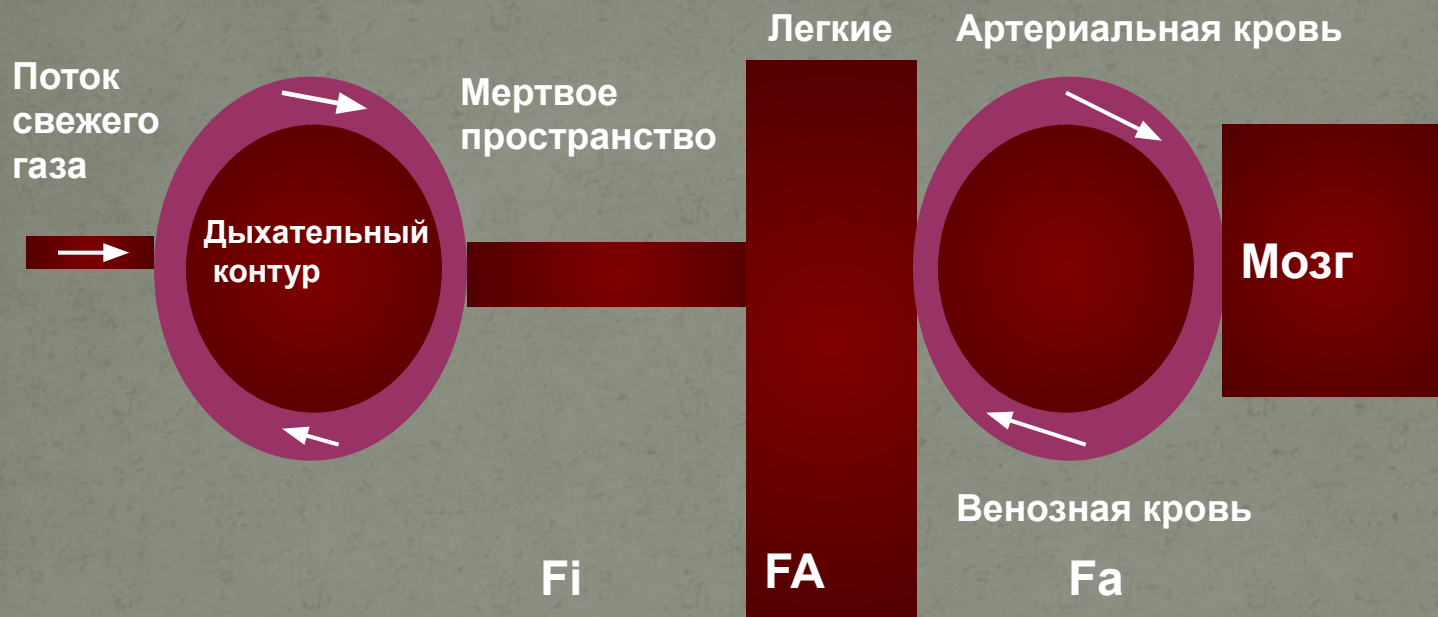 Поток
свежего
газа
Дыхательный
контур
Мертвое
пространство
Легкие
Артериальная кровь
Мозг
Венозная кровь
Fi
FA
Fa